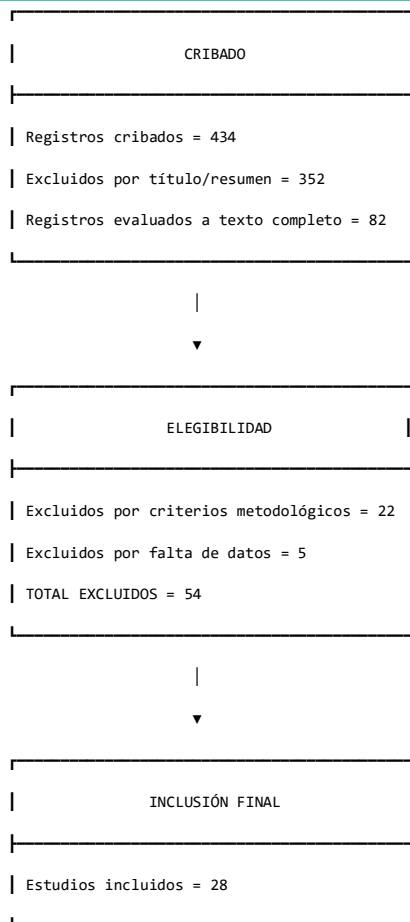 CRIBADO
Registros cribados = 434
Excluidos por título/resumen = 352
Registros evaluados a texto completo = 82
ELEGIBILIDAD
Excluidos por criterios metodológicos = 22
Excluidos por falta de datos = 5
TOTAL EXCLUIDOS = 54
INCLUSIÓN FINAL
Estudios incluidos = 28